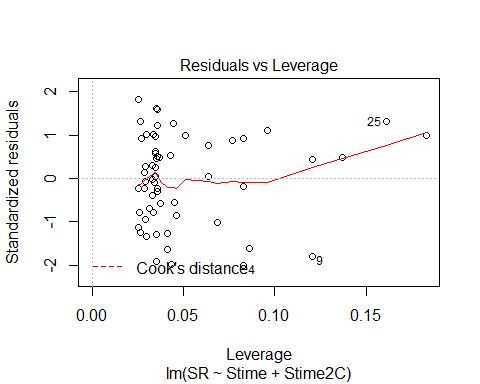 Residuals vs Leverage
Standardized residuals
2
1
0
-1
-2
25
9
4
Cook's distance
0.00 0.05 0.10 0.15
Leverage
lm(SR ~ Stime + Stime2C)